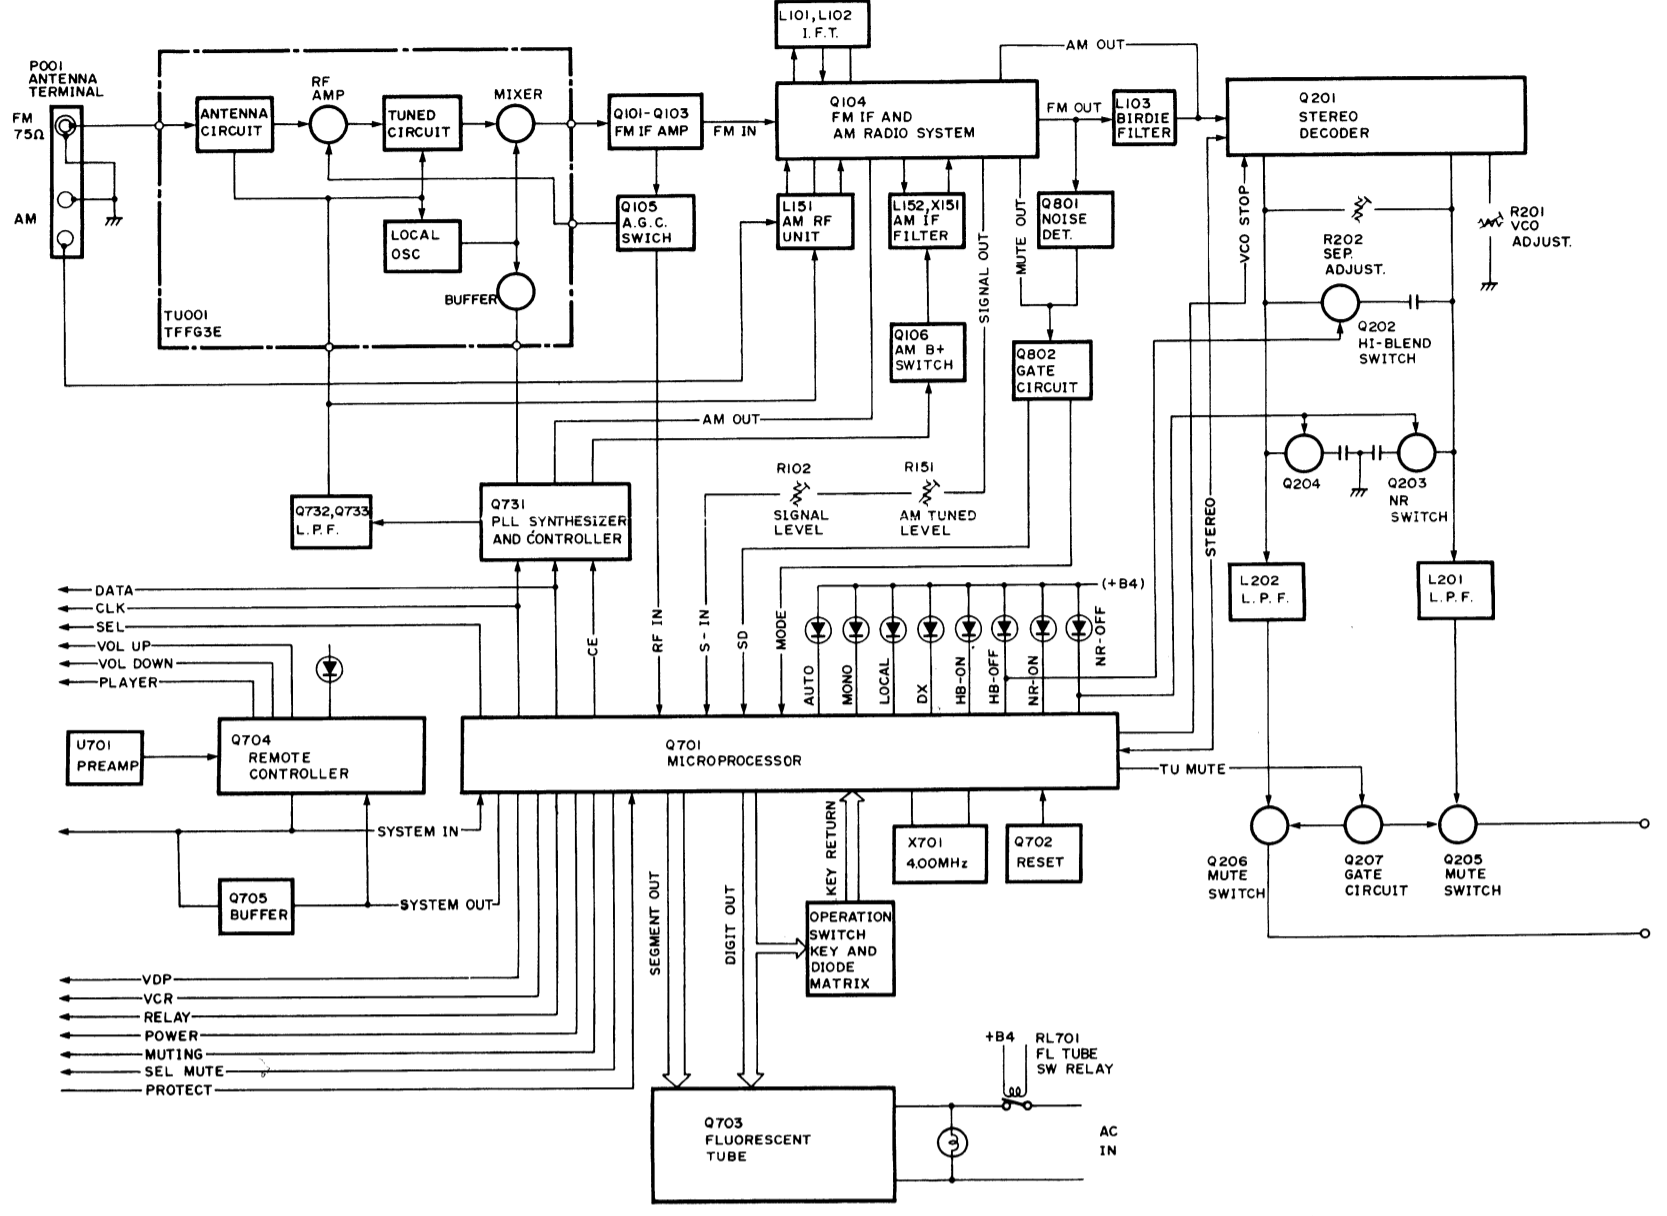 P001
ANTENNA
TERMINAL
FM
75Ω
AM
ANTENNA
CIRCUIT
RF
AMP
TUNED
CIRCUIT
MIXER
LOCAL
OSC
BUFFER
TU001
TFFG3E
Q101-Q103
FM IF AMP
FM IN
Q105
A.G.C.
SWICH
L101,L102
I.F.T.
Q104
FM IF AND
AM RADIO SYSTEM
AM OUT
FM OUT
L103
BIRDIE
FILTER
Q201
STEREO
DECODER
L151
AM RF
UNIT
L152,X151
AM IF
FILTER
SIGNAL OUT
MUTE OUT
Q801
NOISE
DET.
Q106
AM B+
SWITCH
Q802
GATE
CIRCUIT
VCO STOP
R201
VCO
ADJUST.
R202
SEP.
ADJUST.
Q202
HI-BLEND
SWITCH
Q204
Q203
NR
SWITCH
STEREO
AM OUT
R102
SIGNAL
LEVEL
R151
AM TUNED
LEVEL
Q732,Q733
L.P.F.
Q731
PLL SYNTHESIZER
AND CONTROLLER
L202
L.P.F.
L201
L.P.F.
DATA
CLK
SEL
VOL UP
VOL DOWN
PLAYER
CE
RF IN
S-IN
SD
MODE
AUTO
MONO
LOCAL
DX
HB-ON
HB-OFF
NR-ON
NR-OFF
(+B4)
U701
PREAMP
Q704
REMOTE
CONTROLLER
Q701
MICROPROCESSOR
TU MUTE
SYSTEM IN
Q705
BUFFER
SYSTEM OUT
SEGMENT OUT
DIGIT OUT
KEY RETURN
X701
4.00MHz
Q702
RESET
OPERATION
SWITCH
KEY AND
DIODE
MATRIX
Q206
MUTE
SWITCH
Q207
GATE
CIRCUIT
Q205
MUTE
SWITCH
VDP
VCR
RELAY
POWER
MUTING
SEL MUTE
PROTECT
Q703
FLUORESCENT
TUBE
+B4
RL701
FL TUBE
SW RELAY
AC
IN